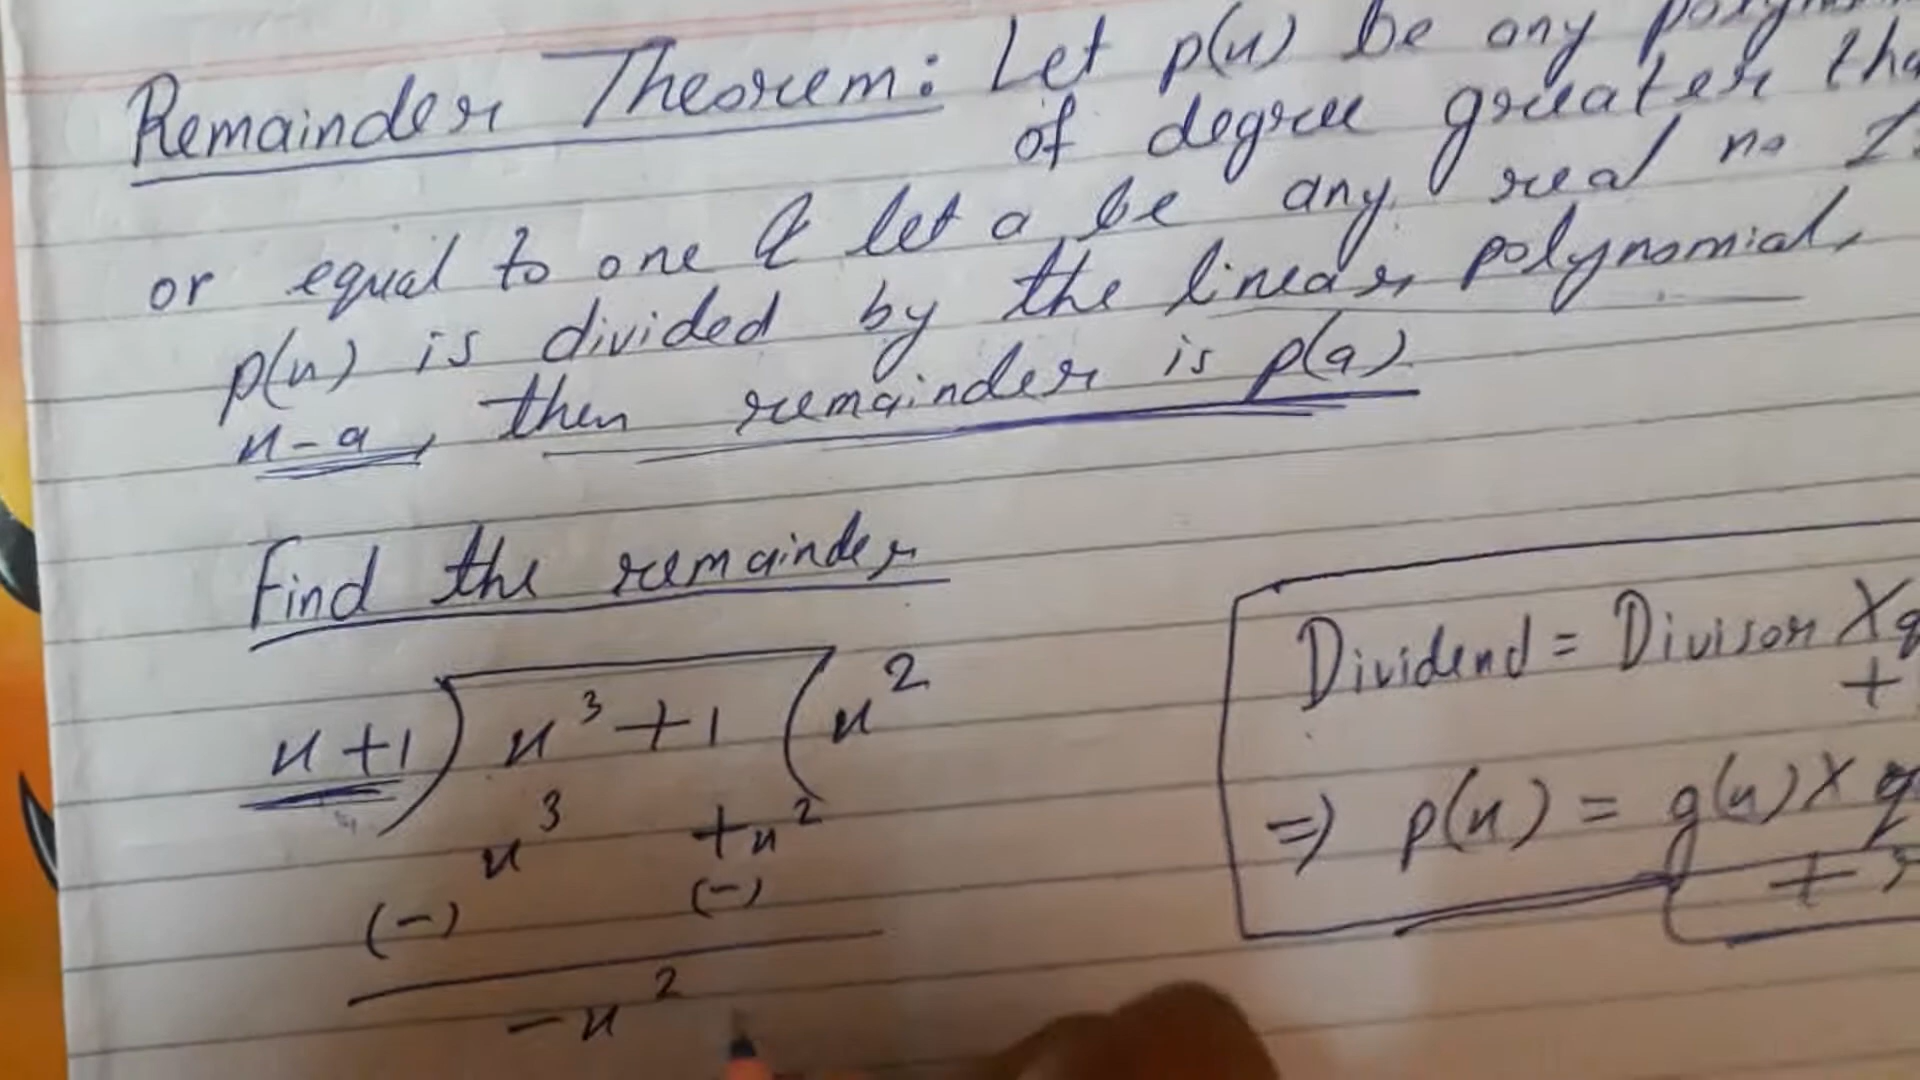 Remainder Theorem: Let p(x) be any
of degree greater
or equal to one & let a be any real no
p(x) is divided by the linear polynomial,
x-a, then remainder is p(a)
Find the remainder
x+1) x³+1 (x²
x³ +x²
(-) (-)
-x²
Dividend = Divisor X
+
=> p(x) = g(x) X
+